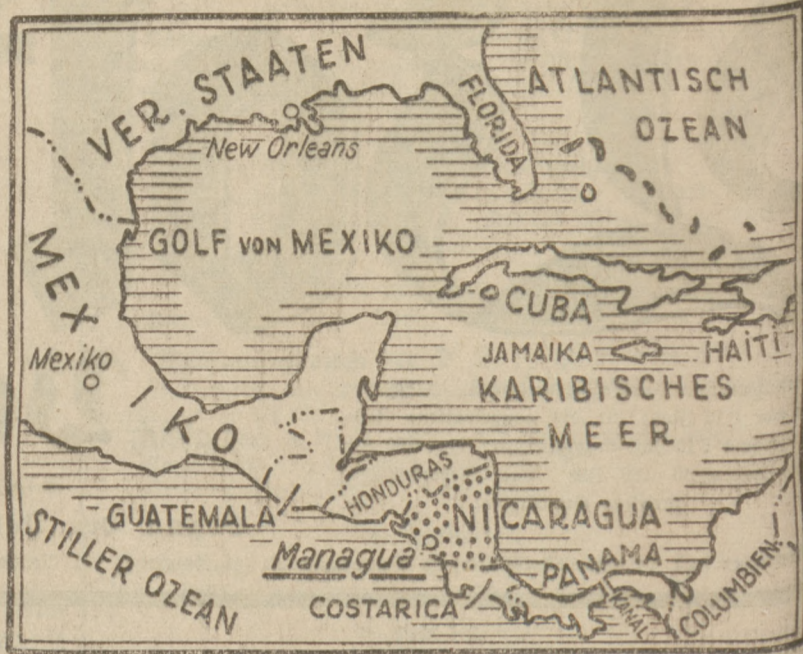 VER. STAATEN
ATLANTISCH
OZEAN
FLORIDA
New Orleans
GOLF VON MEXIKO
MEXIKO
Mexiko
CUBA
JAMAIKA
HAÏTI
KARIBISCHES
MEER
HONDURAS
GUATEMALA
NICARAGUA
STILLER OZEAN
Managua
PANAMA
KANAL
COSTARICA
COLUMBIEN